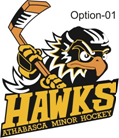 Option-01
HAWKS
ATHABASCA MINOR HOCKEY